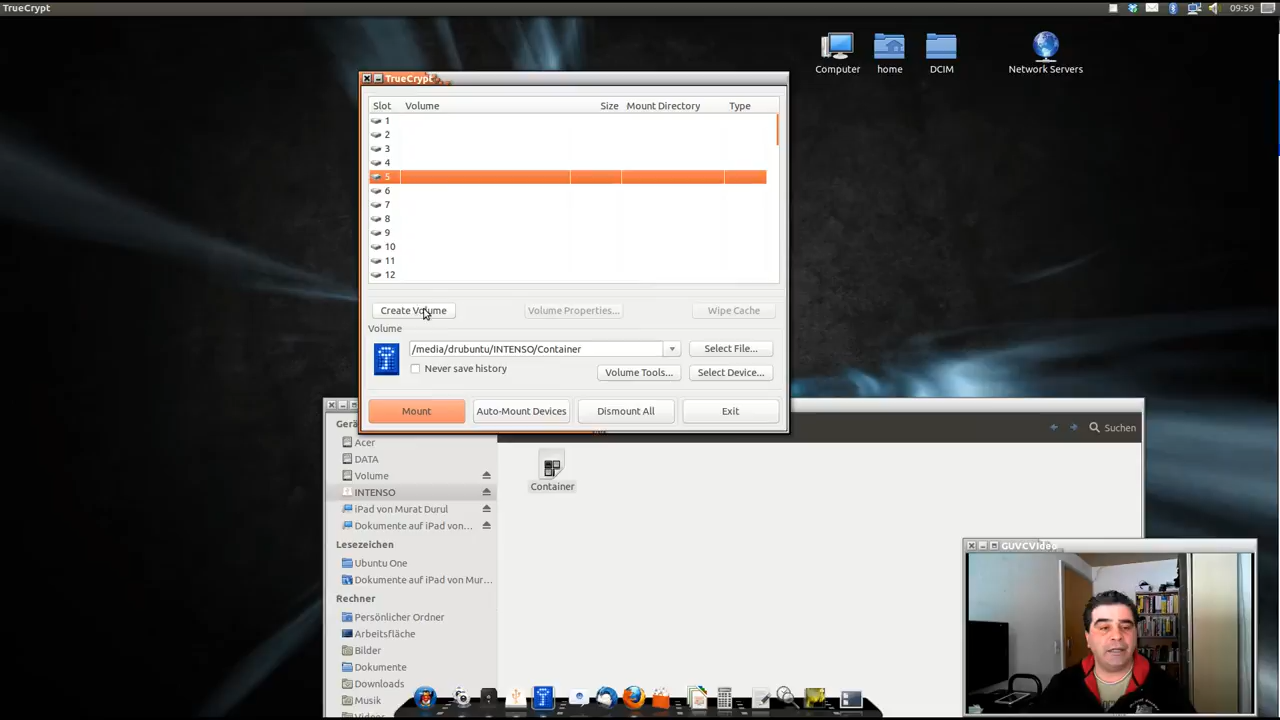 TrueCrypt
09:59
Computer
home
DCIM
Network Servers
TrueCrypt
Slot Volume Size Mount Directory Type
1
2
3
4
5
6
7
8
9
10
11
12
Create Volume
Volume Properties...
Wipe Cache
Volume
/media/drubuntu/INTENSO/Container
Select File...
Never save history
Volume Tools...
Select Device...
Mount
Auto-Mount Devices
Dismount All
Exit
Suchen
Acer
DATA
Volume
INTENSO
iPad von Murat Durul
Dokumente auf iPad von...
Lesezeichen
Ubuntu One
Dokumente auf iPad von Mur...
Rechner
Persönlicher Ordner
Arbeitsfläche
Bilder
Dokumente
Downloads
Musik
Container
GUVCVideo